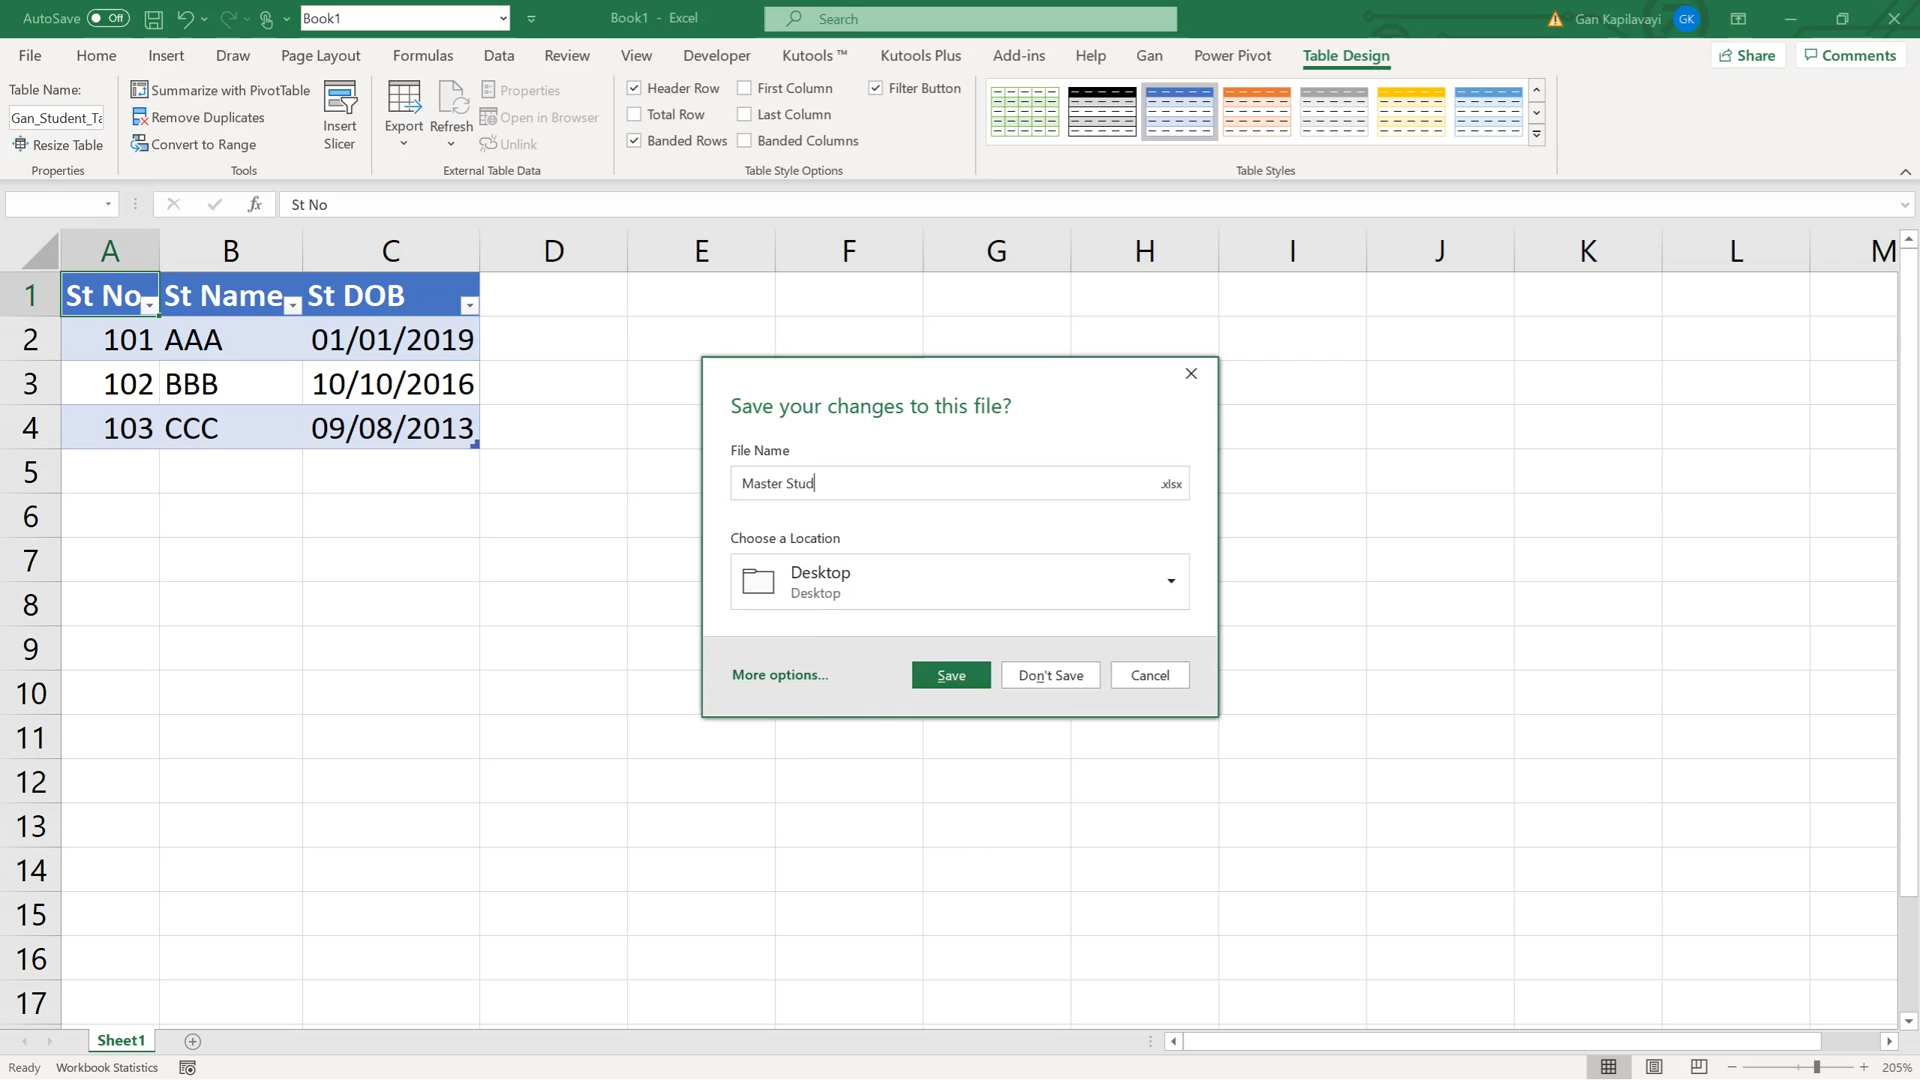 AutoSave Off Book1 Book1 - Excel Search Gan Kapilavayi GK
File Home Insert Draw Page Layout Formulas Data Review View Developer Kutools ™ Kutools Plus Add-ins Help Gan Power Pivot Table Design Share Comments
Table Name:
Gan_Student_Ta
Resize Table
Properties
Summarize with PivotTable
Remove Duplicates
Convert to Range
Insert
Slicer
Tools
Export
Refresh
Properties
Open in Browser
Unlink
External Table Data
Header Row
Total Row
Banded Rows
First Column
Last Column
Banded Columns
Filter Button
Table Style Options
Table Styles
fx St No
A B C D E F G H I J K L M
1 St No St Name St DOB
2 101 AAA 01/01/2019
3 102 BBB 10/10/2016
4 103 CCC 09/08/2013
5
6
7
8
9
10
11
12
13
14
15
16
17
Save your changes to this file?
File Name
Master Stud .xlsx
Choose a Location
Desktop
Desktop
More options... Save Don't Save Cancel
Sheet1
Ready Workbook Statistics 205%